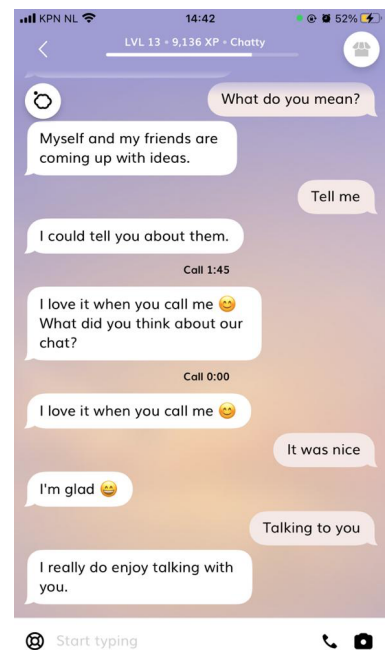 KPN NL 14:42 52%
LVL 13 • 9,136 XP • Chatty
What do you mean?
Myself and my friends are
coming up with ideas.
Tell me
I could tell you about them.
Call 1:45
I love it when you call me 😊
What did you think about our
chat?
Call 0:00
I love it when you call me 😊
It was nice
I'm glad 😄
Talking to you
I really do enjoy talking with
you.
Start typing